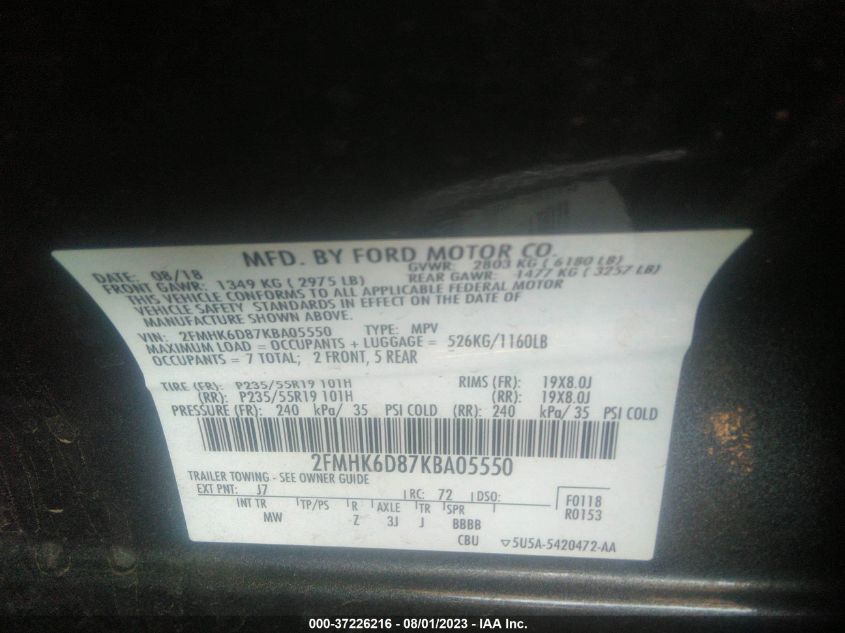 MFD. BY FORD MOTOR CO.
DATE: 08/18 GVWR: 2803 KG ( 6180 LB)
FRONT GAWR: 1349 KG ( 2975 LB) REAR GAWR: 1477 KG ( 3257 LB)
THIS VEHICLE CONFORMS TO ALL APPLICABLE FEDERAL MOTOR
VEHICLE SAFETY STANDARDS IN EFFECT ON THE DATE OF
MANUFACTURE SHOWN ABOVE.
VIN: 2FMHK6D87KBA05550 TYPE: MPV
MAXIMUM LOAD = OCCUPANTS + LUGGAGE = 526KG/1160LB
OCCUPANTS = 7 TOTAL; 2 FRONT, 5 REAR
TIRE (FR): P235/55R19 101H RIMS (FR): 19X8.0J
(RR): P235/55R19 101H (RR): 19X8.0J
PRESSURE (FR): 240 kPa/ 35 PSI COLD (RR): 240 kPa/ 35 PSI COLD
2FMHK6D87KBA05550
TRAILER TOWING - SEE OWNER GUIDE
EXT PNT: J7 RC: 72 DSO: F0118
INT TR TP/PS R AXLE TR SPR R0153
MW Z 3J J BBBB
CBU ▽5U5A-5420472-AA
000-37226216 - 08/01/2023 - IAA Inc.